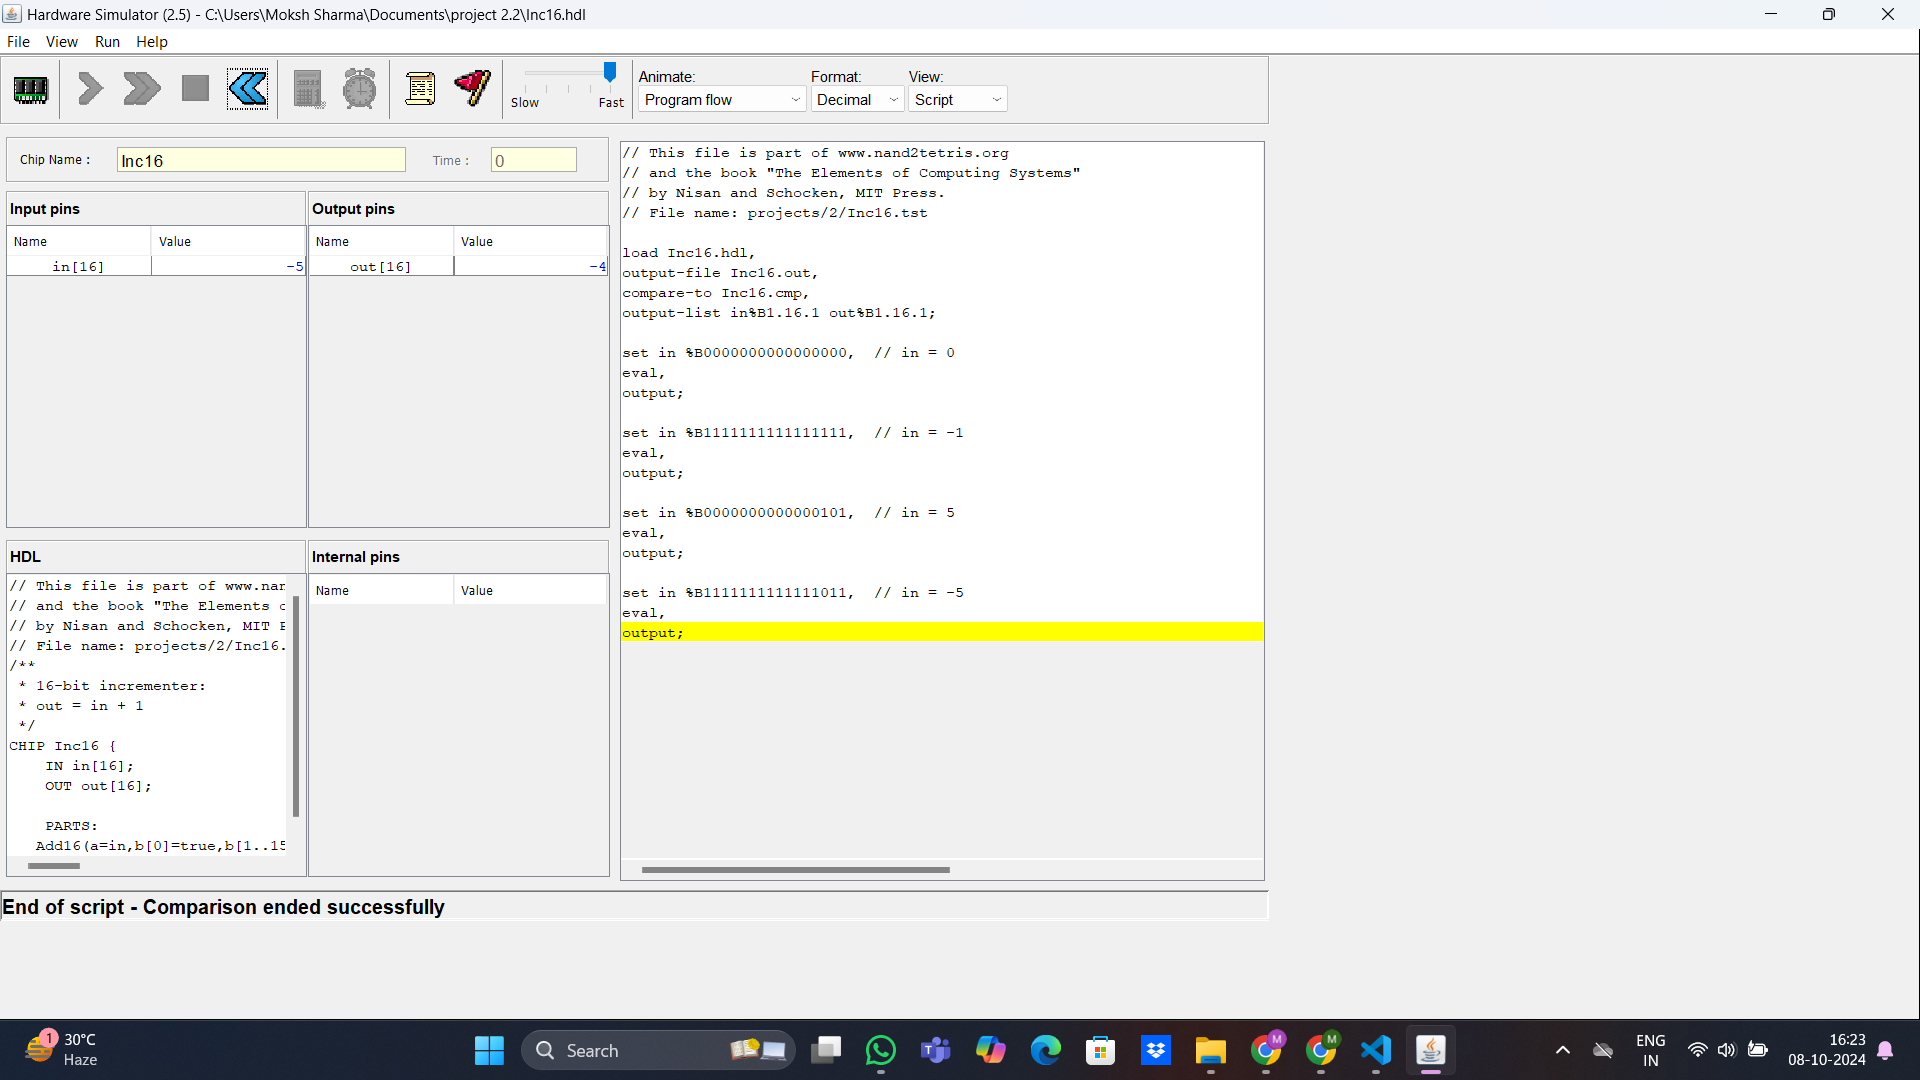 Hardware Simulator (2.5) - C:\Users\Moksh Sharma\Documents\project 2.2\Inc16.hdl
File View Run Help
Slow Fast
Animate: Format: View:
Program flow Decimal Script
Chip Name : Inc16 Time : 0
Input pins
Name Value
in[16] -5
Output pins
Name Value
out[16] -4
HDL
// This file is part of www.nan
// and the book "The Elements o
// by Nisan and Schocken, MIT P
// File name: projects/2/Inc16.
/**
* 16-bit incrementer:
* out = in + 1
*/
CHIP Inc16 {
IN in[16];
OUT out[16];
PARTS:
Add16(a=in,b[0]=true,b[1..15
Internal pins
Name Value
// This file is part of www.nand2tetris.org
// and the book "The Elements of Computing Systems"
// by Nisan and Schocken, MIT Press.
// File name: projects/2/Inc16.tst
load Inc16.hdl,
output-file Inc16.out,
compare-to Inc16.cmp,
output-list in%B1.16.1 out%B1.16.1;
set in %B0000000000000000, // in = 0
eval,
output;
set in %B1111111111111111, // in = -1
eval,
output;
set in %B0000000000000101, // in = 5
eval,
output;
set in %B1111111111111011, // in = -5
eval,
output;
End of script - Comparison ended successfully
1
30°C
Haze
Search
M
M
ENG
IN
16:23
08-10-2024